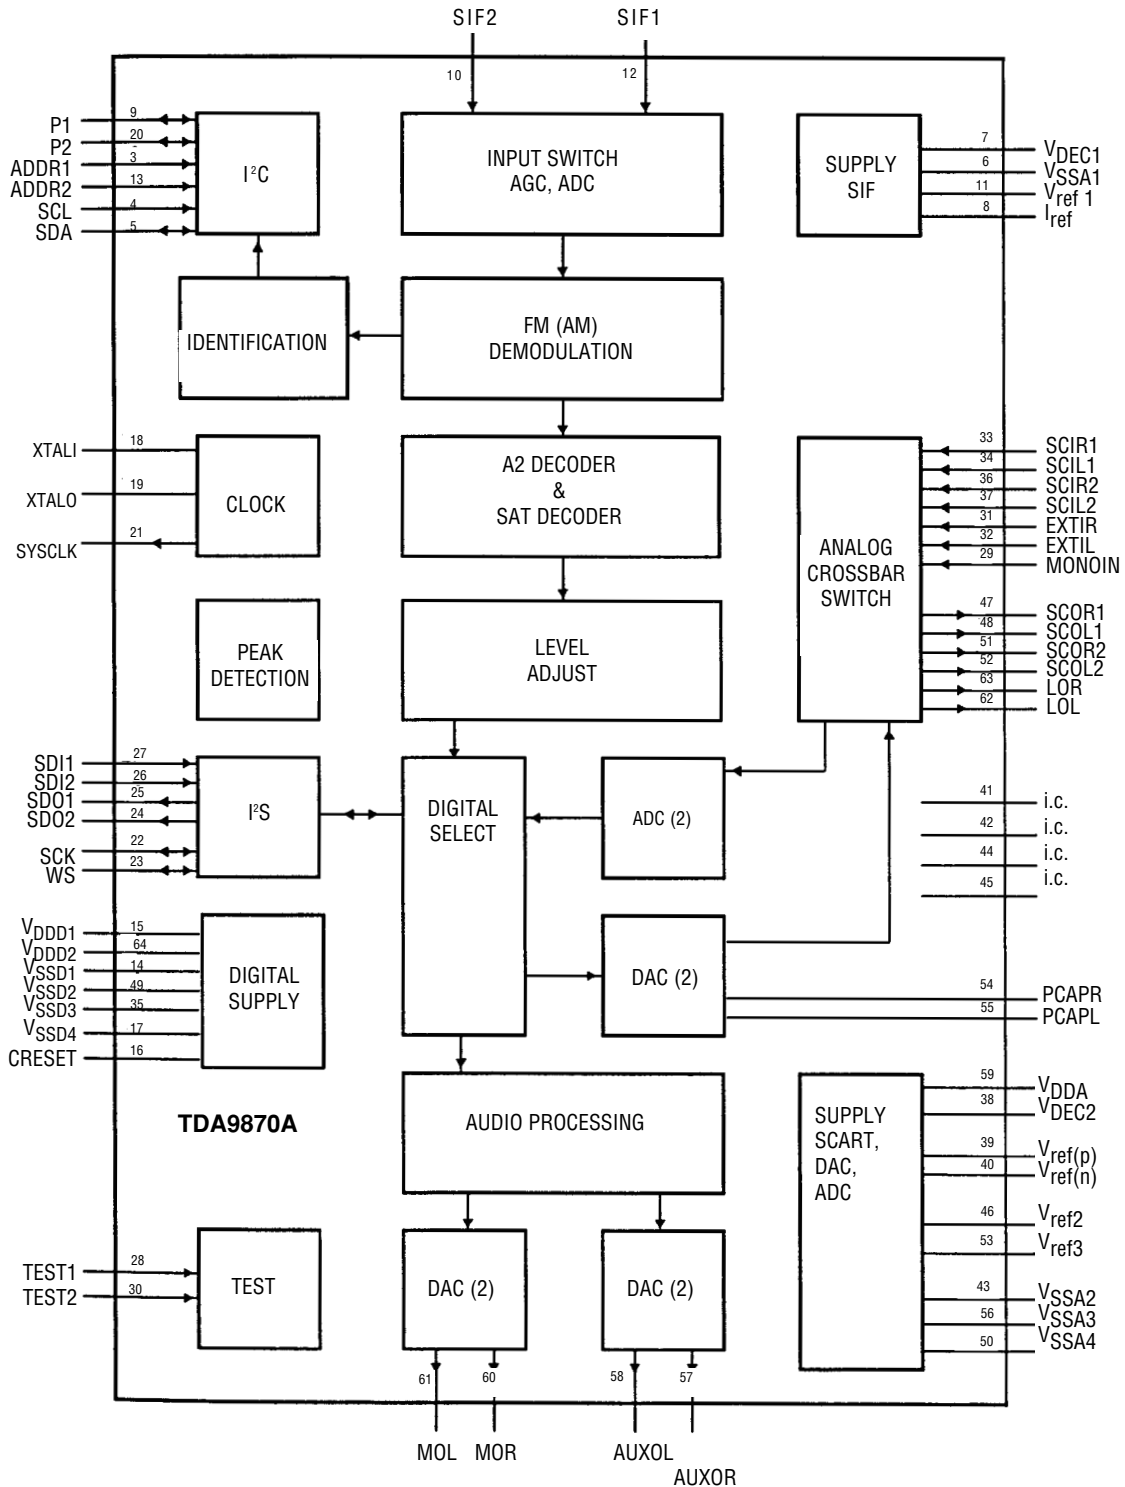 SIF2
SIF1
10
12
P1
9
P2
20
ADDR1
3
ADDR2
13
SCL
4
SDA
5
I²C
INPUT SWITCH
AGC, ADC
SUPPLY
SIF
7
VDEC1
6
VSSA1
11
Vref 1
8
Iref
IDENTIFICATION
FM (AM)
DEMODULATION
XTALI
18
XTALO
19
SYSCLK
21
CLOCK
A2 DECODER
&
SAT DECODER
ANALOG
CROSSBAR
SWITCH
33
SCIR1
34
SCIL1
36
SCIR2
37
SCIL2
31
EXTIR
32
EXTIL
29
MONOIN
47
SCOR1
48
SCOL1
51
SCOR2
52
SCOL2
63
LOR
62
LOL
PEAK
DETECTION
LEVEL
ADJUST
SDI1
27
SDI2
26
SDO1
25
SDO2
24
SCK
22
WS
23
I²S
DIGITAL
SELECT
ADC (2)
41
i.c.
42
i.c.
44
i.c.
45
i.c.
VDDD1
15
VDDD2
64
VSSD1
14
VSSD2
49
VSSD3
35
VSSD4
17
CRESET
16
DIGITAL
SUPPLY
DAC (2)
54
PCAPR
55
PCAPL
TDA9870A
AUDIO PROCESSING
SUPPLY
SCART,
DAC,
ADC
59
VDDA
38
VDEC2
39
Vref(p)
40
Vref(n)
46
Vref2
53
Vref3
43
VSSA2
56
VSSA3
50
VSSA4
TEST1
28
TEST2
30
TEST
DAC (2)
DAC (2)
61
60
58
57
MOL
MOR
AUXOL
AUXOR